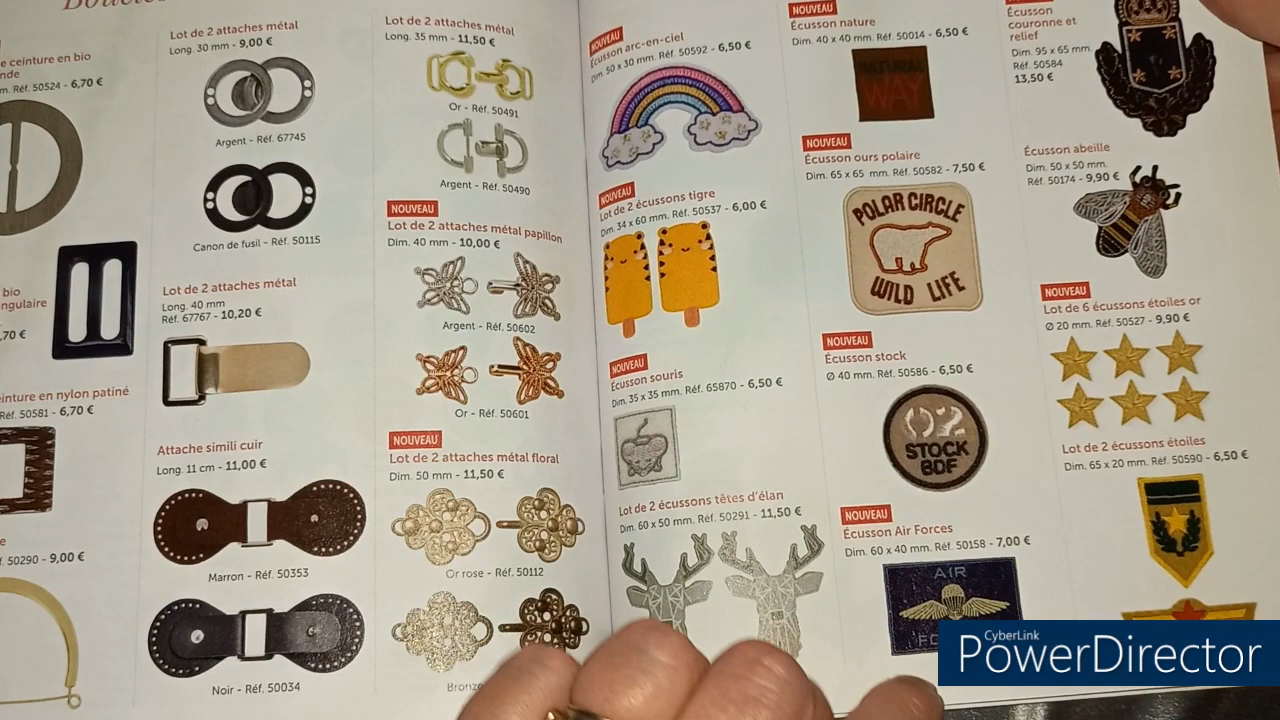 Boucles
e ceinture en bio
nde
m. Réf. 50524 - 6,70 €
bio
ngulaire
,70 €
einture en nylon patiné
Réf. 50581 - 6,70 €
e
éf. 50290 - 9,00 €
Lot de 2 attaches métal
Long. 30 mm - 9,00 €
Argent - Réf. 67745
Canon de fusil - Réf. 50115
Lot de 2 attaches métal
Long. 40 mm
Réf. 67767 - 10,20 €
Attache simili cuir
Long. 11 cm - 11,00 €
Marron - Réf. 50353
Noir - Réf. 50034
Lot de 2 attaches métal
Long. 35 mm - 11,50 €
Or - Réf. 50491
Argent - Réf. 50490
NOUVEAU
Lot de 2 attaches métal papillon
Dim. 40 mm - 10,00 €
Argent - Réf. 50602
Or - Réf. 50601
NOUVEAU
Lot de 2 attaches métal floral
Dim. 50 mm - 11,50 €
Or rose - Réf. 50112
Bronze
NOUVEAU
Écusson arc-en-ciel
Dim. 50 x 30 mm. Réf. 50592 - 6,50 €
NOUVEAU
Lot de 2 écussons tigre
Dim. 34 x 60 mm. Réf. 50537 - 6,00 €
NOUVEAU
Écusson souris
Dim. 35 x 35 mm. Réf. 65870 - 6,50 €
Lot de 2 écussons têtes d'élan
Dim. 60 x 50 mm. Réf. 50291 - 11,50 €
NOUVEAU
Écusson nature
Dim. 40 x 40 mm. Réf. 50014 - 6,50 €
NATURAL
WAY
NOUVEAU
Écusson ours polaire
Dim. 65 x 65 mm. Réf. 50582 - 7,50 €
POLAR CIRCLE
WILD LIFE
NOUVEAU
Écusson stock
Ø 40 mm. Réf. 50586 - 6,50 €
02
STOCK
BDF
NOUVEAU
Écusson Air Forces
Dim. 60 x 40 mm. Réf. 50158 - 7,00 €
AIR
NOUVEAU
Écusson
couronne et
relief
Dim. 95 x 65 mm.
Réf. 50584
13,50 €
Écusson abeille
Dim. 50 x 50 mm.
Réf. 50174 - 9,90 €
NOUVEAU
Lot de 6 écussons étoiles or
Ø 20 mm. Réf. 50527 - 9,90 €
Lot de 2 écussons étoiles
Dim. 65 x 20 mm. Réf. 50590 - 6,50 €
CyberLink
PowerDirector